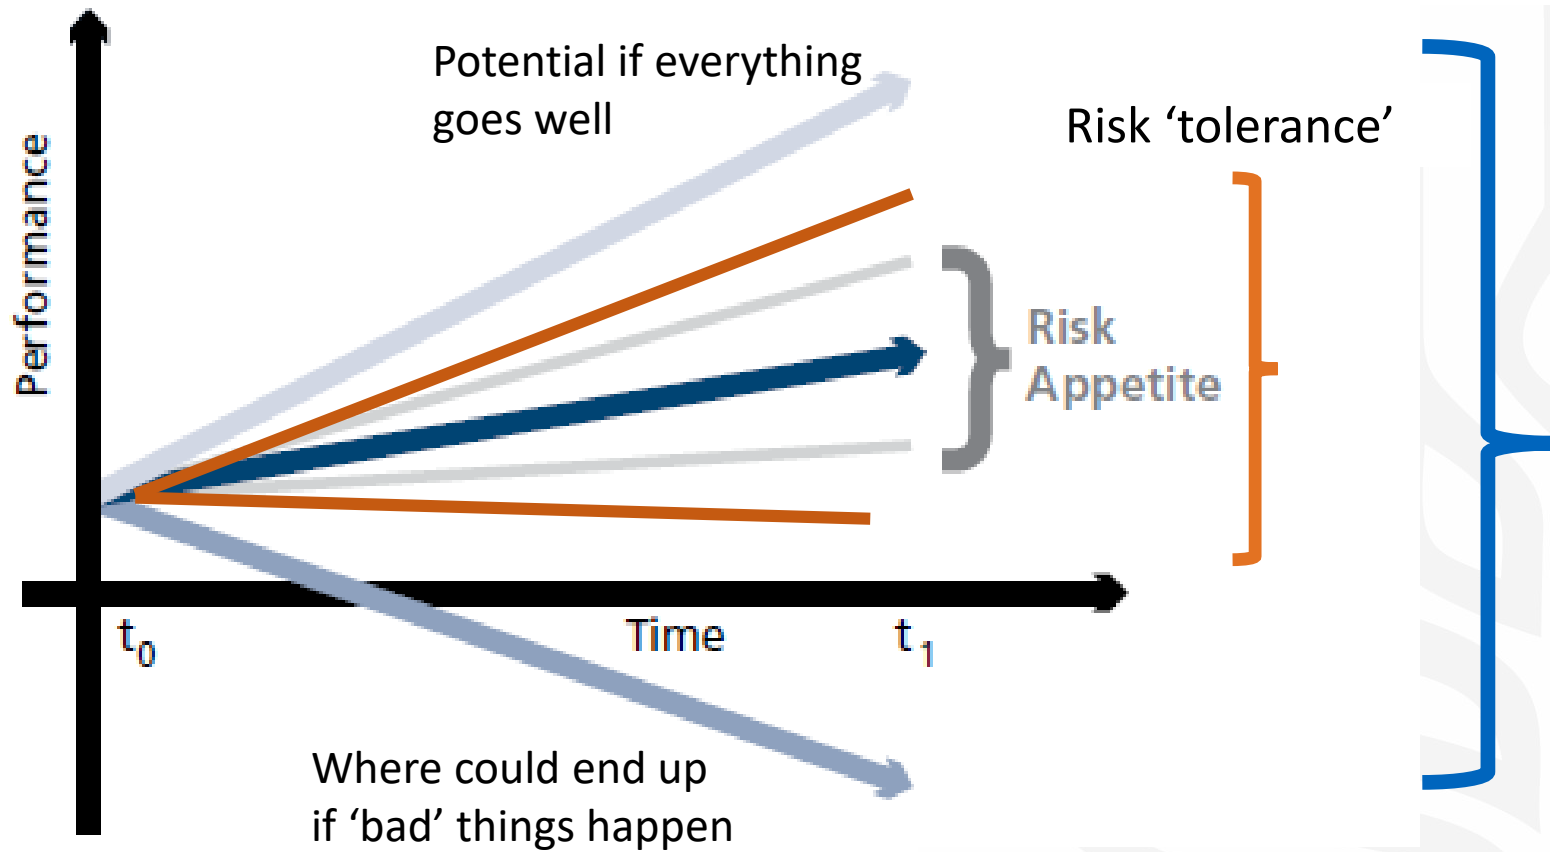 Potential if everything
goes well
Risk ‘tolerance’
Performance
Risk
Appetite
t0
Time
t1
Where could end up
if ‘bad’ things happen